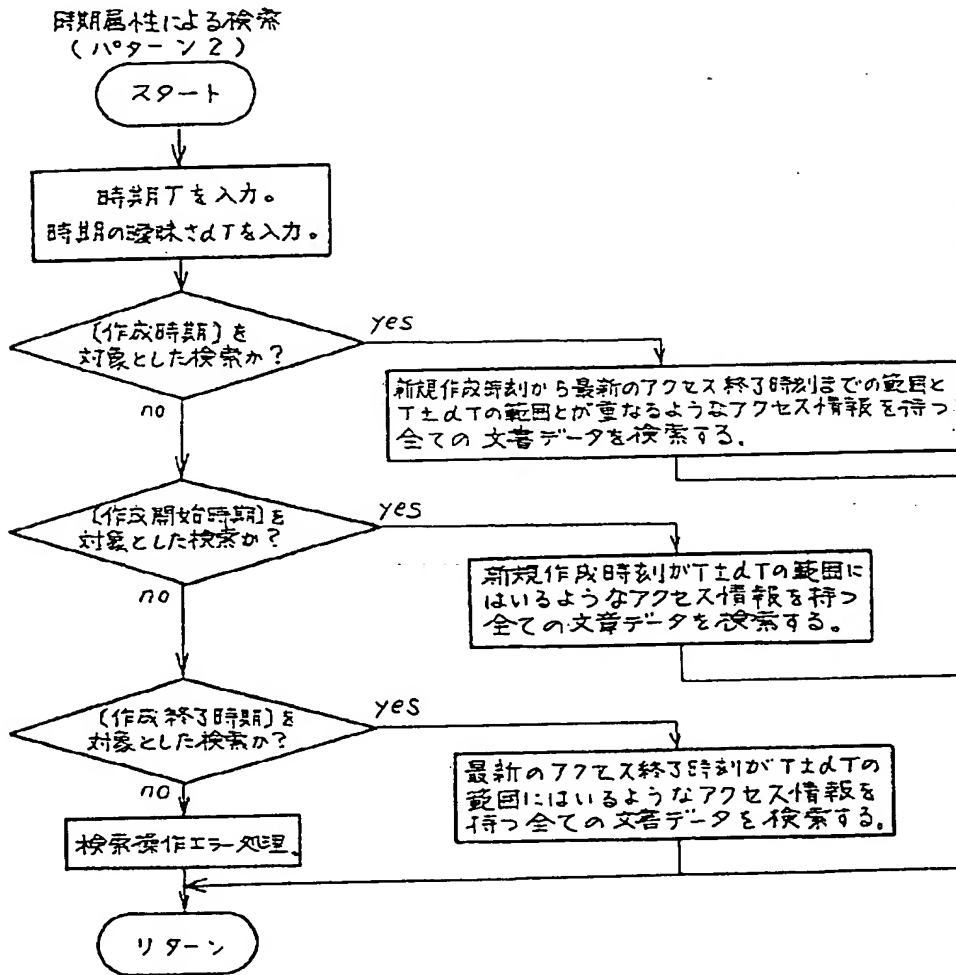 時期属性による検索
(パターン2)
スタート
時期Tを入力。
時期の曖昧さdTを入力。
〔作成時期〕を
対象とした検索か?
yes
no
新規作成時刻から最新のアクセス終了時刻までの範囲と
T±dTの範囲とが重なるようなアクセス情報を持つ
全ての文書データを検索する。
〔作成開始時期〕を
対象とした検索か?
yes
no
新規作成時刻がT±dTの範囲に
はいるようなアクセス情報を持つ
全ての文章データを検索する。
〔作成終了時期〕を
対象とした検索か?
yes
no
最新のアクセス終了時刻がT±dTの
範囲にはいるようなアクセス情報を
持つ全ての文書データを検索する。
検索操作エラー処理
リターン